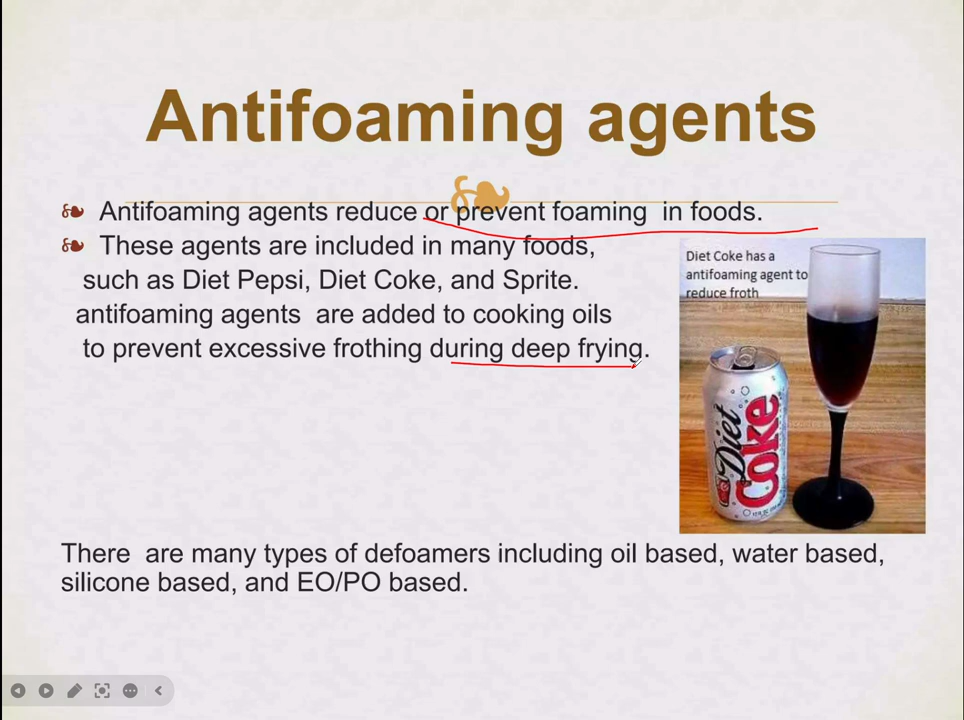 Antifoaming agents
Antifoaming agents reduce or prevent foaming in foods.
These agents are included in many foods,
such as Diet Pepsi, Diet Coke, and Sprite.
antifoaming agents are added to cooking oils
to prevent excessive frothing during deep frying.
Diet Coke has a
antifoaming agent to
reduce froth
Diet
Coke
There are many types of defoamers including oil based, water based,
silicone based, and EO/PO based.